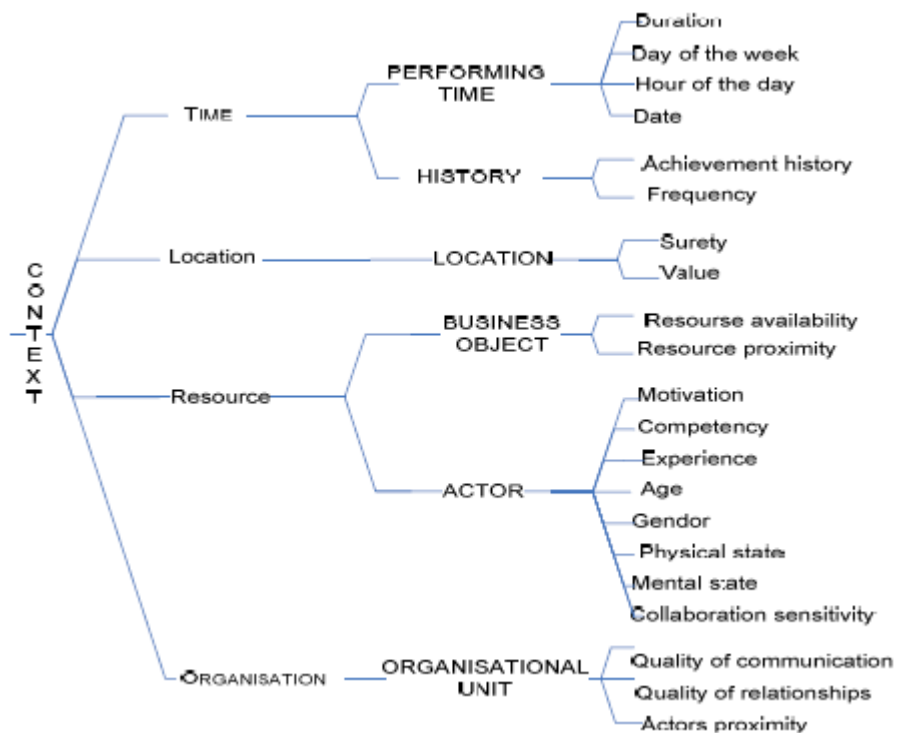 CONTEXT
TIME
PERFORMING
TIME
Duration
Day of the week
Hour of the day
Date
HISTORY
Achievement history
Frequency
Location
LOCATION
Surety
Value
Resource
BUSINESS
OBJECT
Resourse availability
Resource proximity
ACTOR
Motivation
Competency
Experience
Age
Gendor
Physical state
Mental state
Collaboration sensitivity
ORGANISATION
ORGANISATIONAL
UNIT
Quality of communication
Quality of relationships
Actors proximity